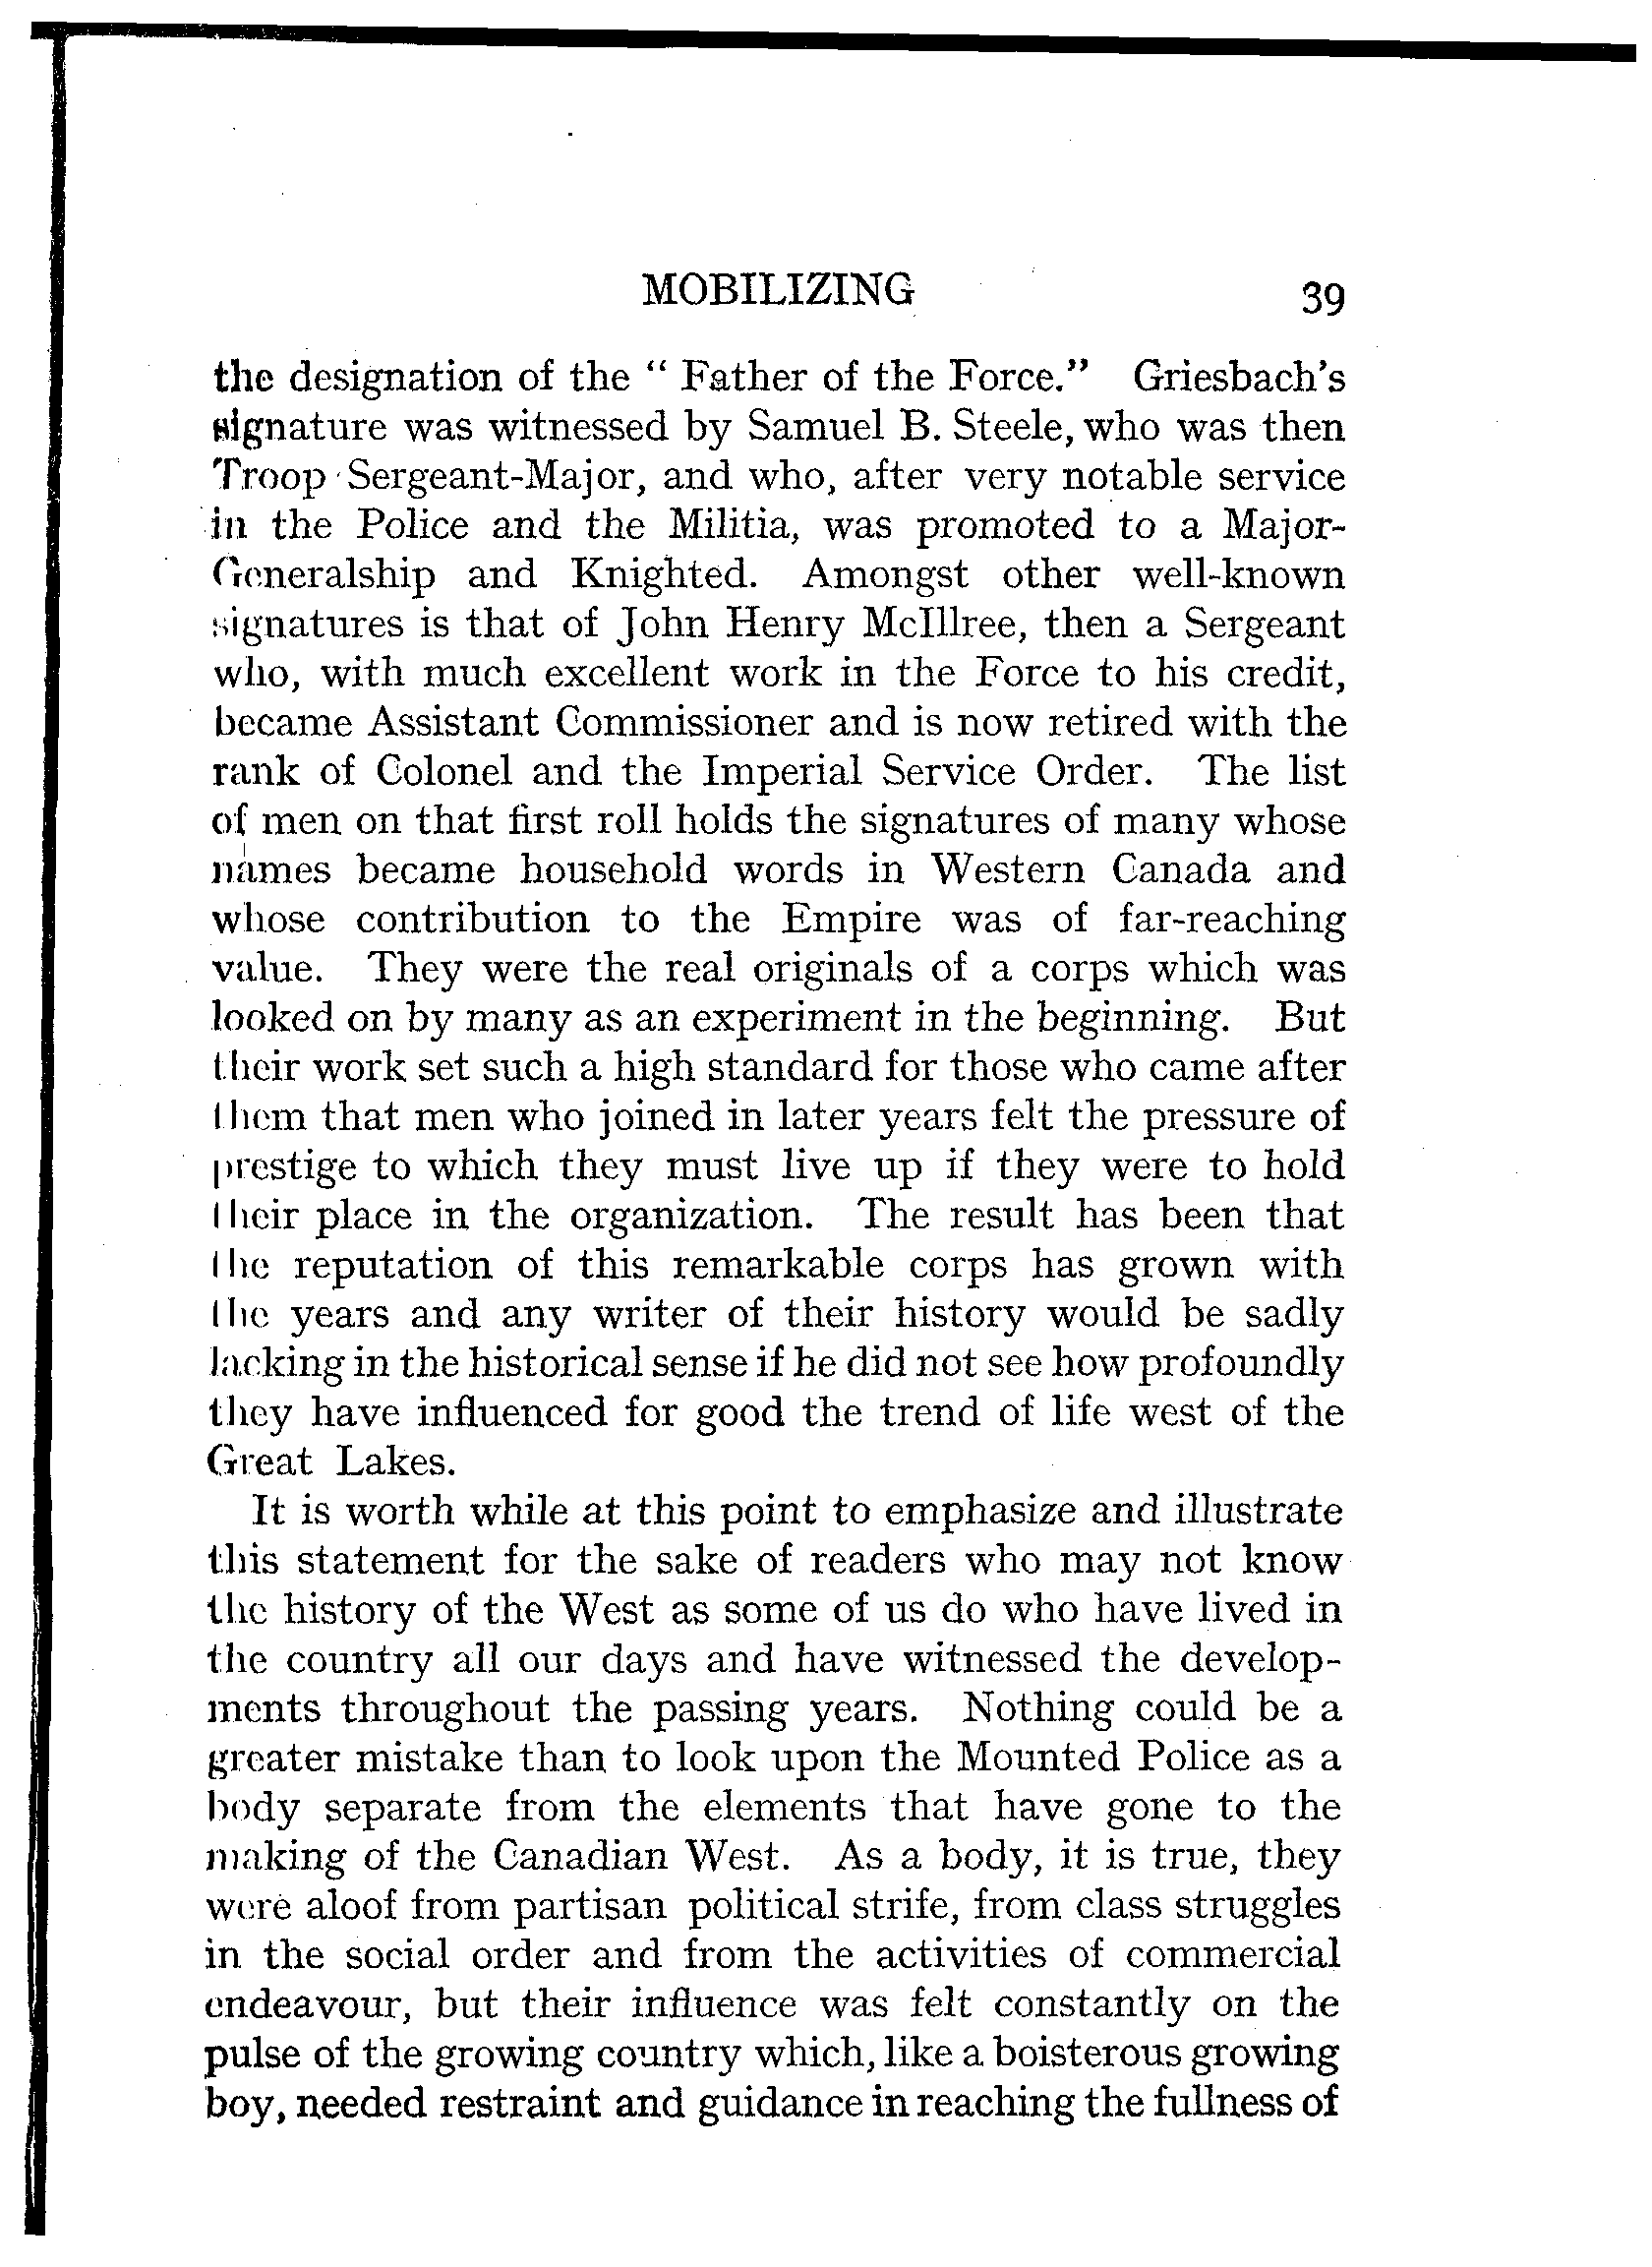 MOBILIZING 39
the designation of the “ Father of the Force.” Griesbach’s
signature was witnessed by Samuel B. Steele, who was then
Troop Sergeant-Major, and who, after very notable service
in the Police and the Militia, was promoted to a Major-
Generalship and Knighted. Amongst other well-known
signatures is that of John Henry McIllree, then a Sergeant
who, with much excellent work in the Force to his credit,
became Assistant Commissioner and is now retired with the
rank of Colonel and the Imperial Service Order. The list
of men on that first roll holds the signatures of many whose
names became household words in Western Canada and
whose contribution to the Empire was of far-reaching
value. They were the real originals of a corps which was
looked on by many as an experiment in the beginning. But
their work set such a high standard for those who came after
them that men who joined in later years felt the pressure of
prestige to which they must live up if they were to hold
their place in the organization. The result has been that
the reputation of this remarkable corps has grown with
the years and any writer of their history would be sadly
lacking in the historical sense if he did not see how profoundly
they have influenced for good the trend of life west of the
Great Lakes.
It is worth while at this point to emphasize and illustrate
this statement for the sake of readers who may not know
the history of the West as some of us do who have lived in
the country all our days and have witnessed the develop-
ments throughout the passing years. Nothing could be a
greater mistake than to look upon the Mounted Police as a
body separate from the elements that have gone to the
making of the Canadian West. As a body, it is true, they
were aloof from partisan political strife, from class struggles
in the social order and from the activities of commercial
endeavour, but their influence was felt constantly on the
pulse of the growing country which, like a boisterous growing
boy, needed restraint and guidance in reaching the fullness of